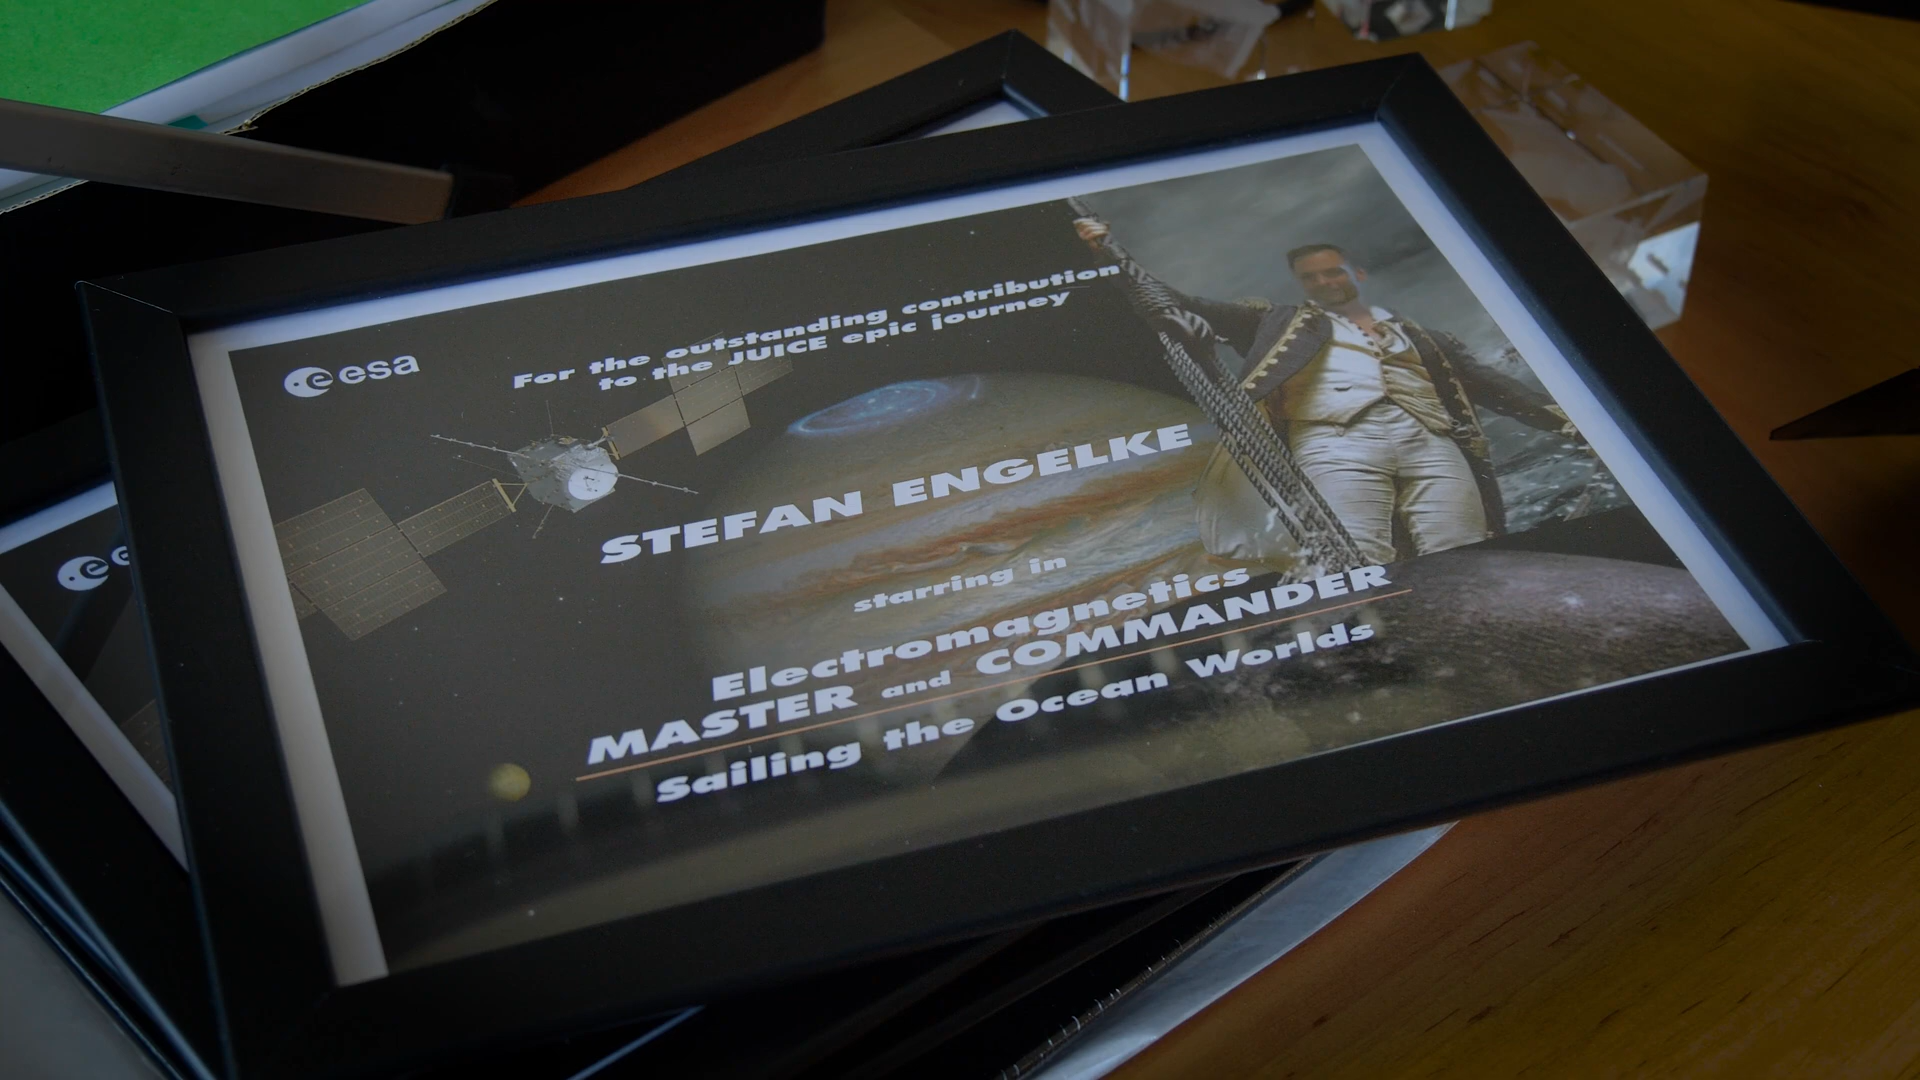 esa
For the outstanding contribution
to the JUICE epic journey
STEFAN ENGELKE
starring in
Electromagnetics
MASTER and COMMANDER
Sailing the Ocean Worlds
e